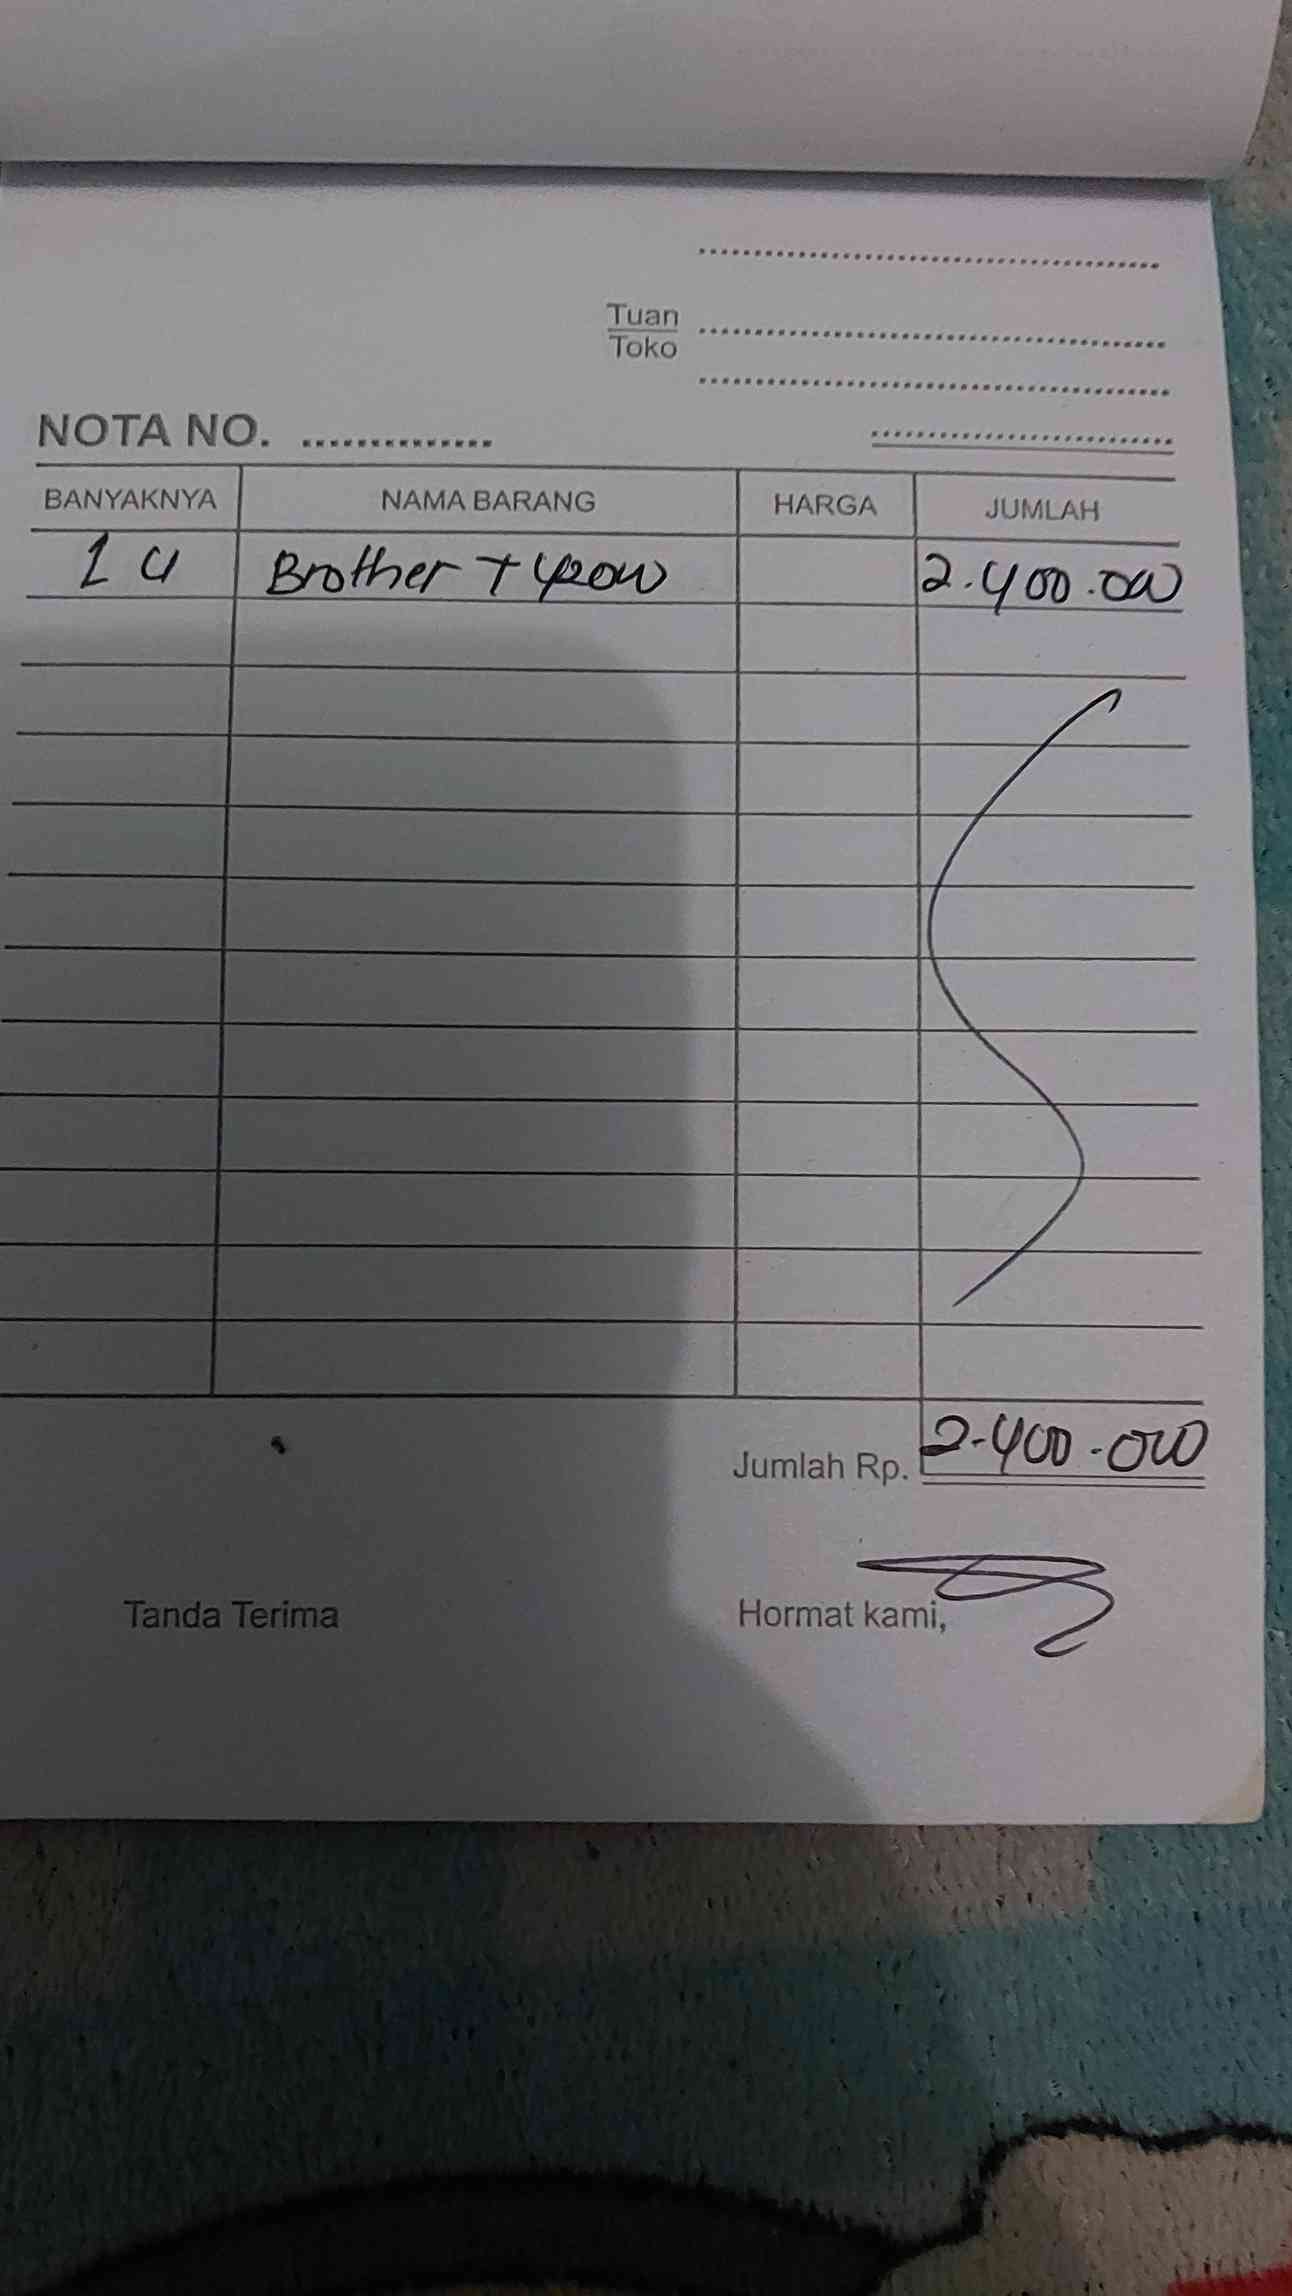 Tuan
Toko
NOTA NO.
BANYAKNYA NAMA BARANG HARGA JUMLAH
1 u Brother T420W 2.400.000
Jumlah Rp. 2.400.000
Tanda Terima Hormat kami,